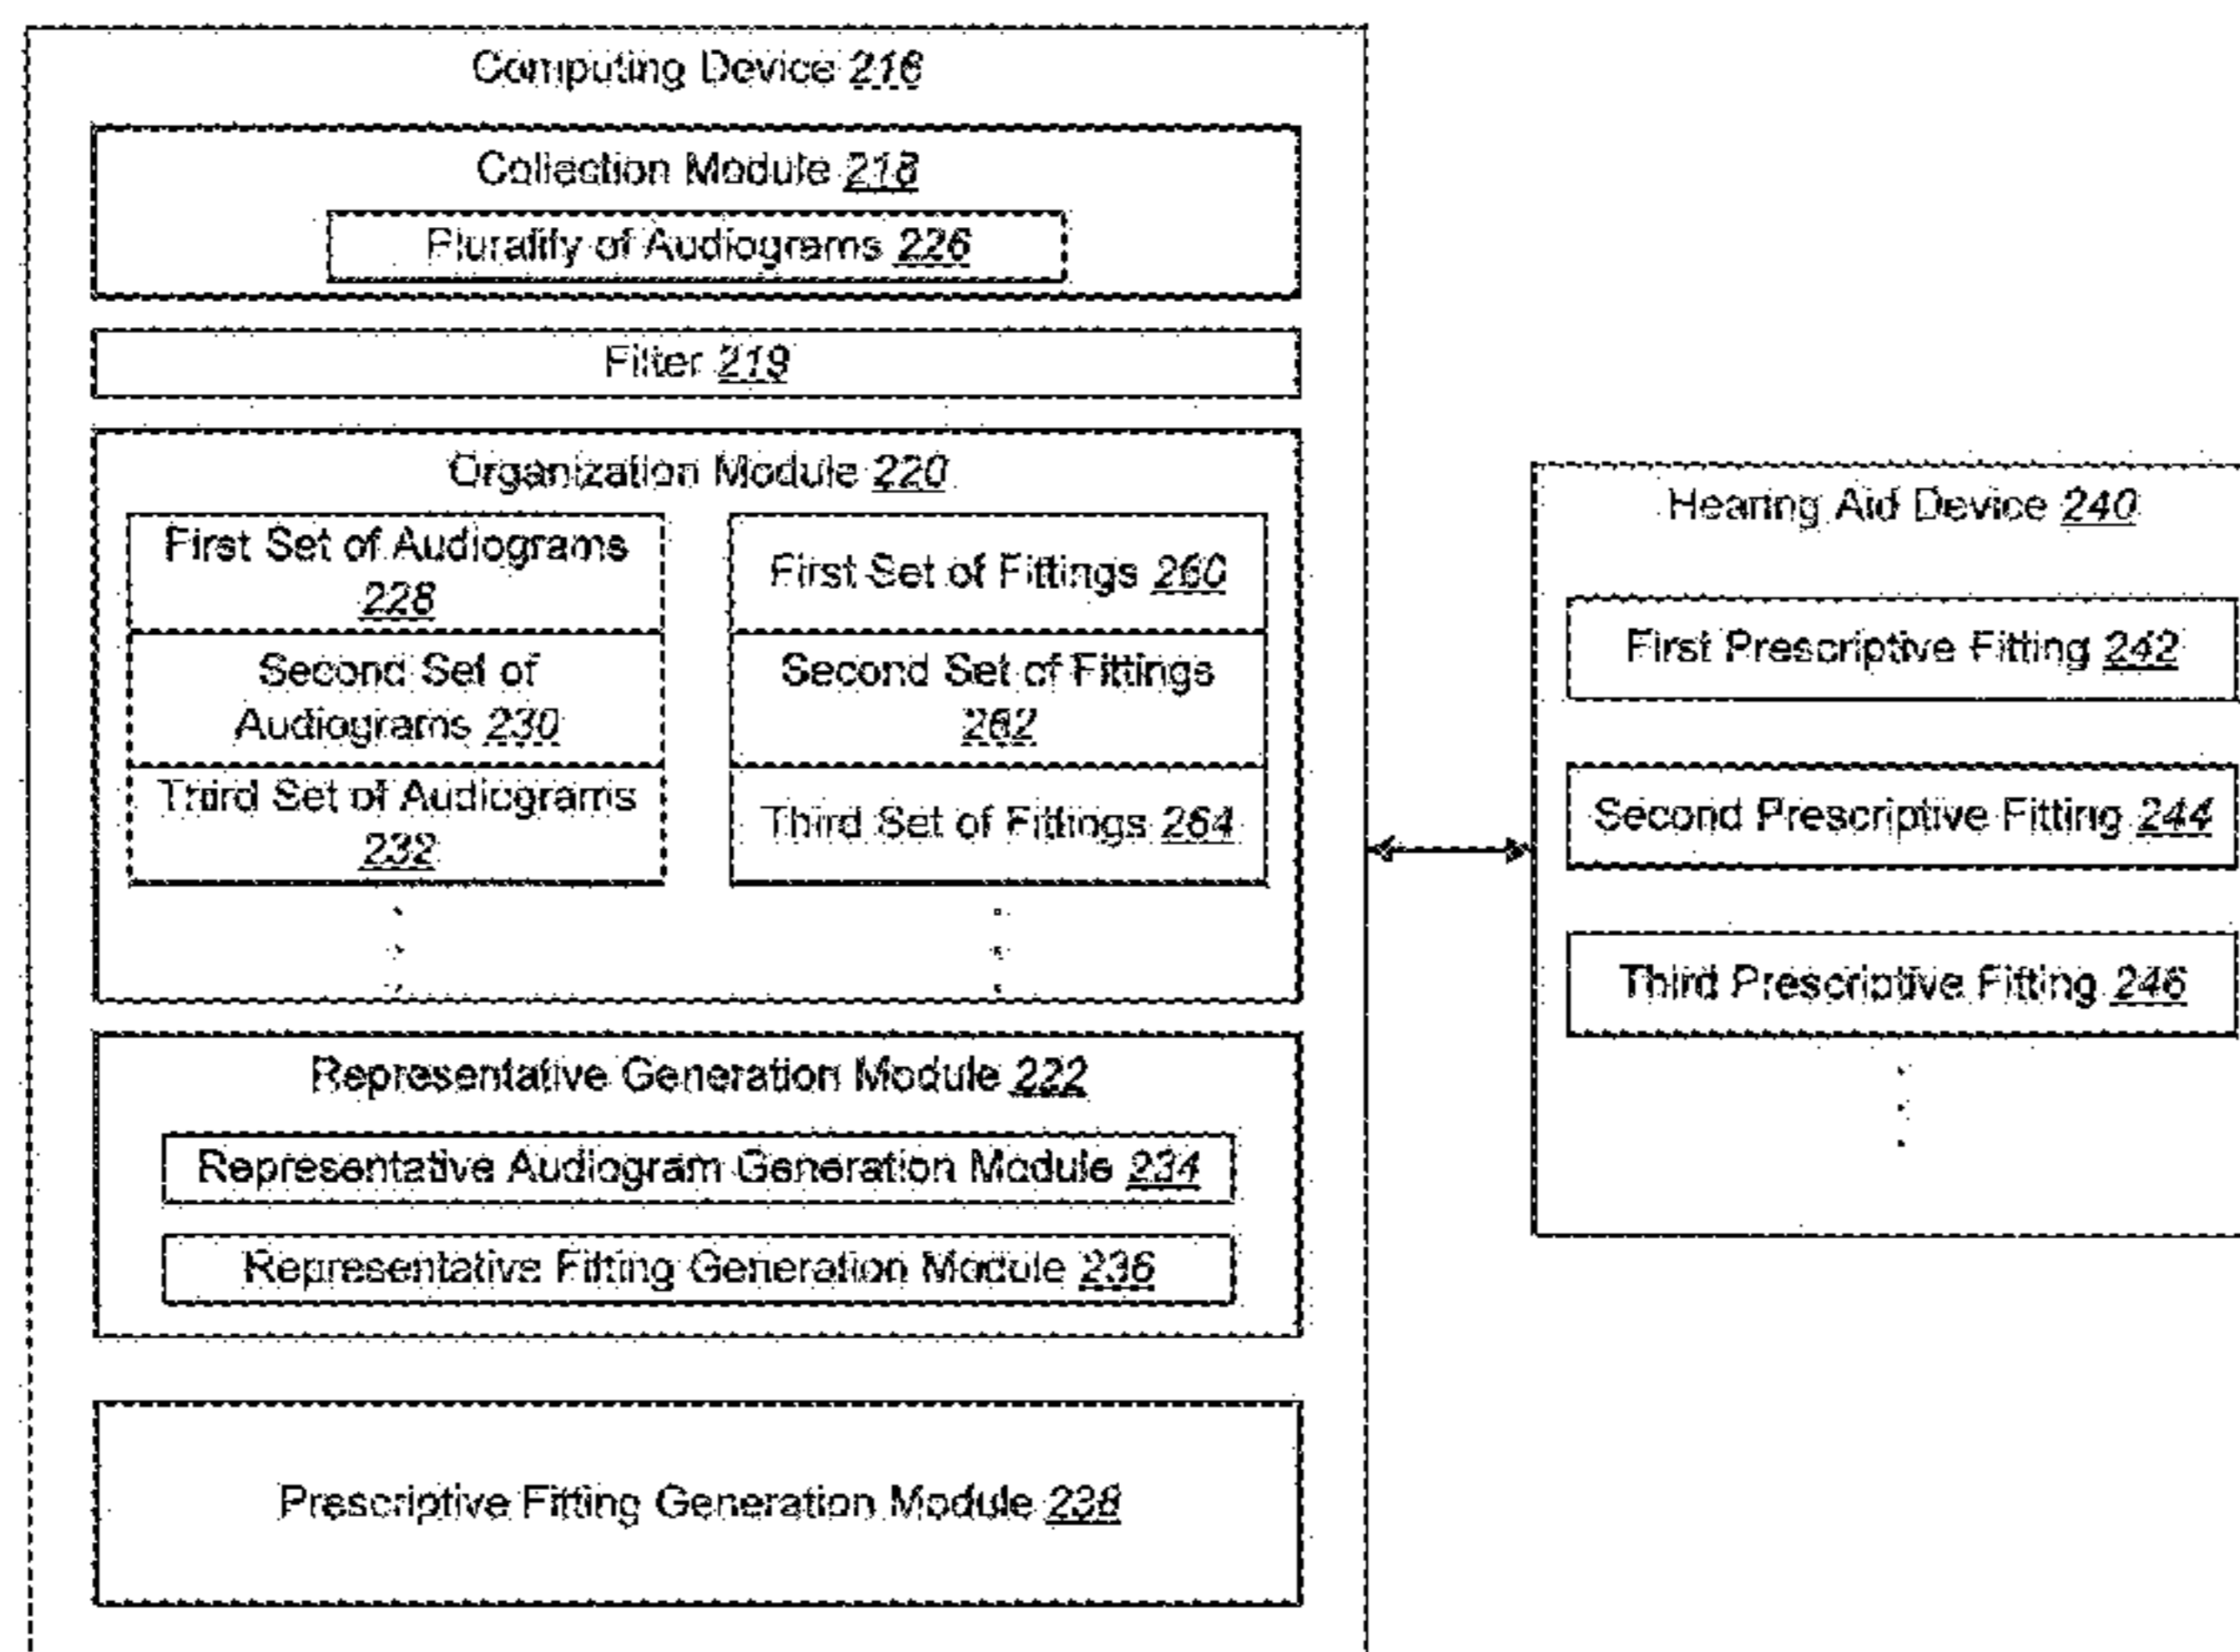 Computing Device 216
Collection Module 218
Plurality of Audiograms 226
Filter 219
Organization Module 220
First Set of Audiograms
228
Second Set of
Audiograms 230
Third Set of Audiograms
232
First Set of Fittings 260
Second Set of Fittings
262
Third Set of Fittings 264
Representative Generation Module 222
Representative Audiogram Generation Module 234
Representative Fitting Generation Module 236
Prescriptive Fitting Generation Module 238
Hearing Aid Device 240
First Prescriptive Fitting 242
Second Prescriptive Fitting 244
Third Prescriptive Fitting 246